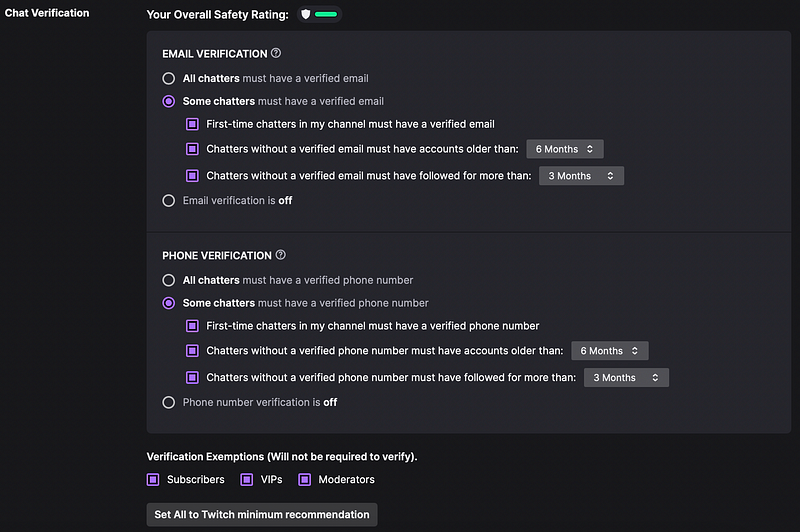 Chat Verification
Your Overall Safety Rating:
EMAIL VERIFICATION
All chatters must have a verified email
Some chatters must have a verified email
First-time chatters in my channel must have a verified email
Chatters without a verified email must have accounts older than: 6 Months
Chatters without a verified email must have followed for more than: 3 Months
Email verification is off
PHONE VERIFICATION
All chatters must have a verified phone number
Some chatters must have a verified phone number
First-time chatters in my channel must have a verified phone number
Chatters without a verified phone number must have accounts older than: 6 Months
Chatters without a verified phone number must have followed for more than: 3 Months
Phone number verification is off
Verification Exemptions (Will not be required to verify).
Subscribers VIPs Moderators
Set All to Twitch minimum recommendation